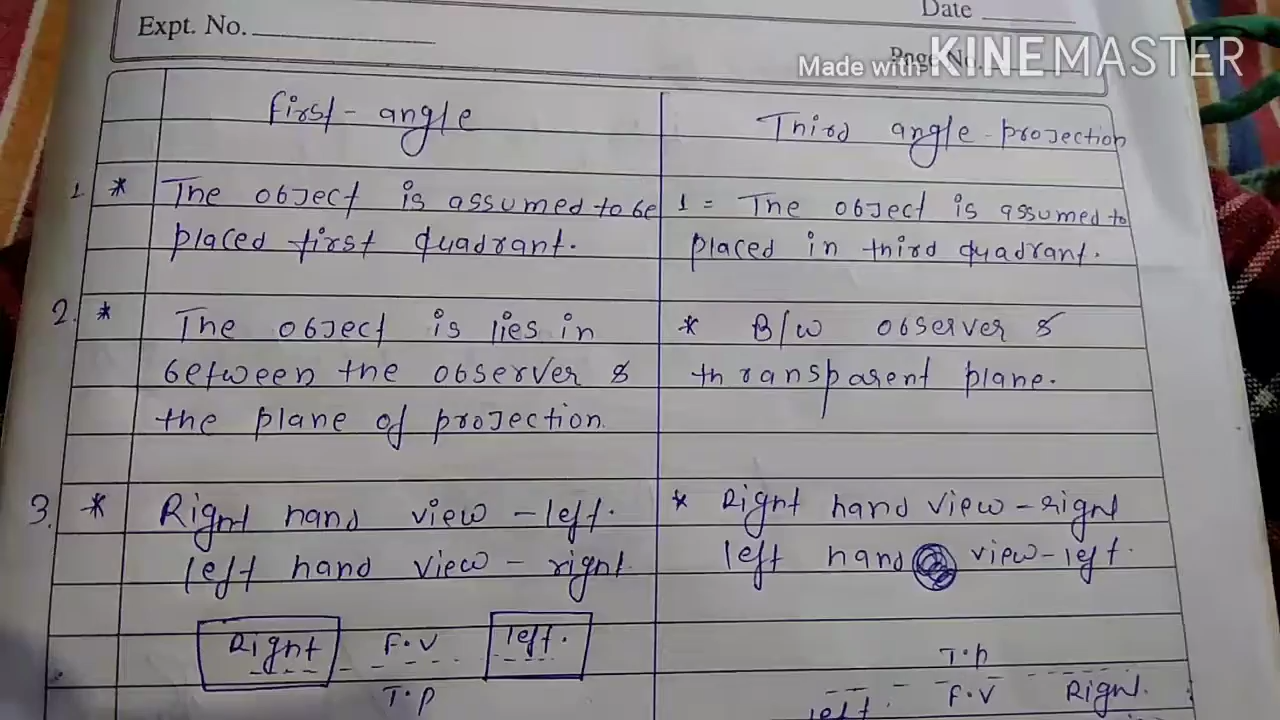 Date
Expt. No.
Page No.
Made with KINEMASTER
First-angle
Third angle projection
1. * The object is assumed to be
placed first quadrant.
1 = The object is assumed to
placed in third quadrant.
2. * The object is lies in
between the observer &
the plane of projection.
* B/w observer &
thransparent plane.
3. * Right hand view - left.
left hand view - right.
* Right hand view - right
left hand view - left.
Right F.V left.
T.p
T.p
left. F.V Right.